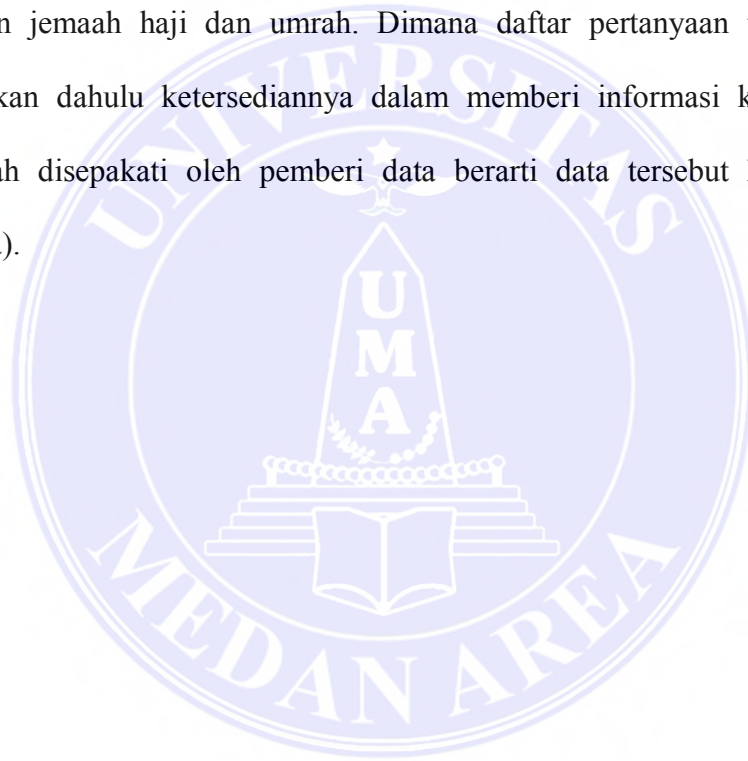 n jemaah haji dan umrah. Dimana daftar pertanyaan
kan dahulu ketersediannya dalam memberi informasi k
ah disepakati oleh pemberi data berarti data tersebut
).
UNIVERSITAS
U
M
A
MEDAN AREA